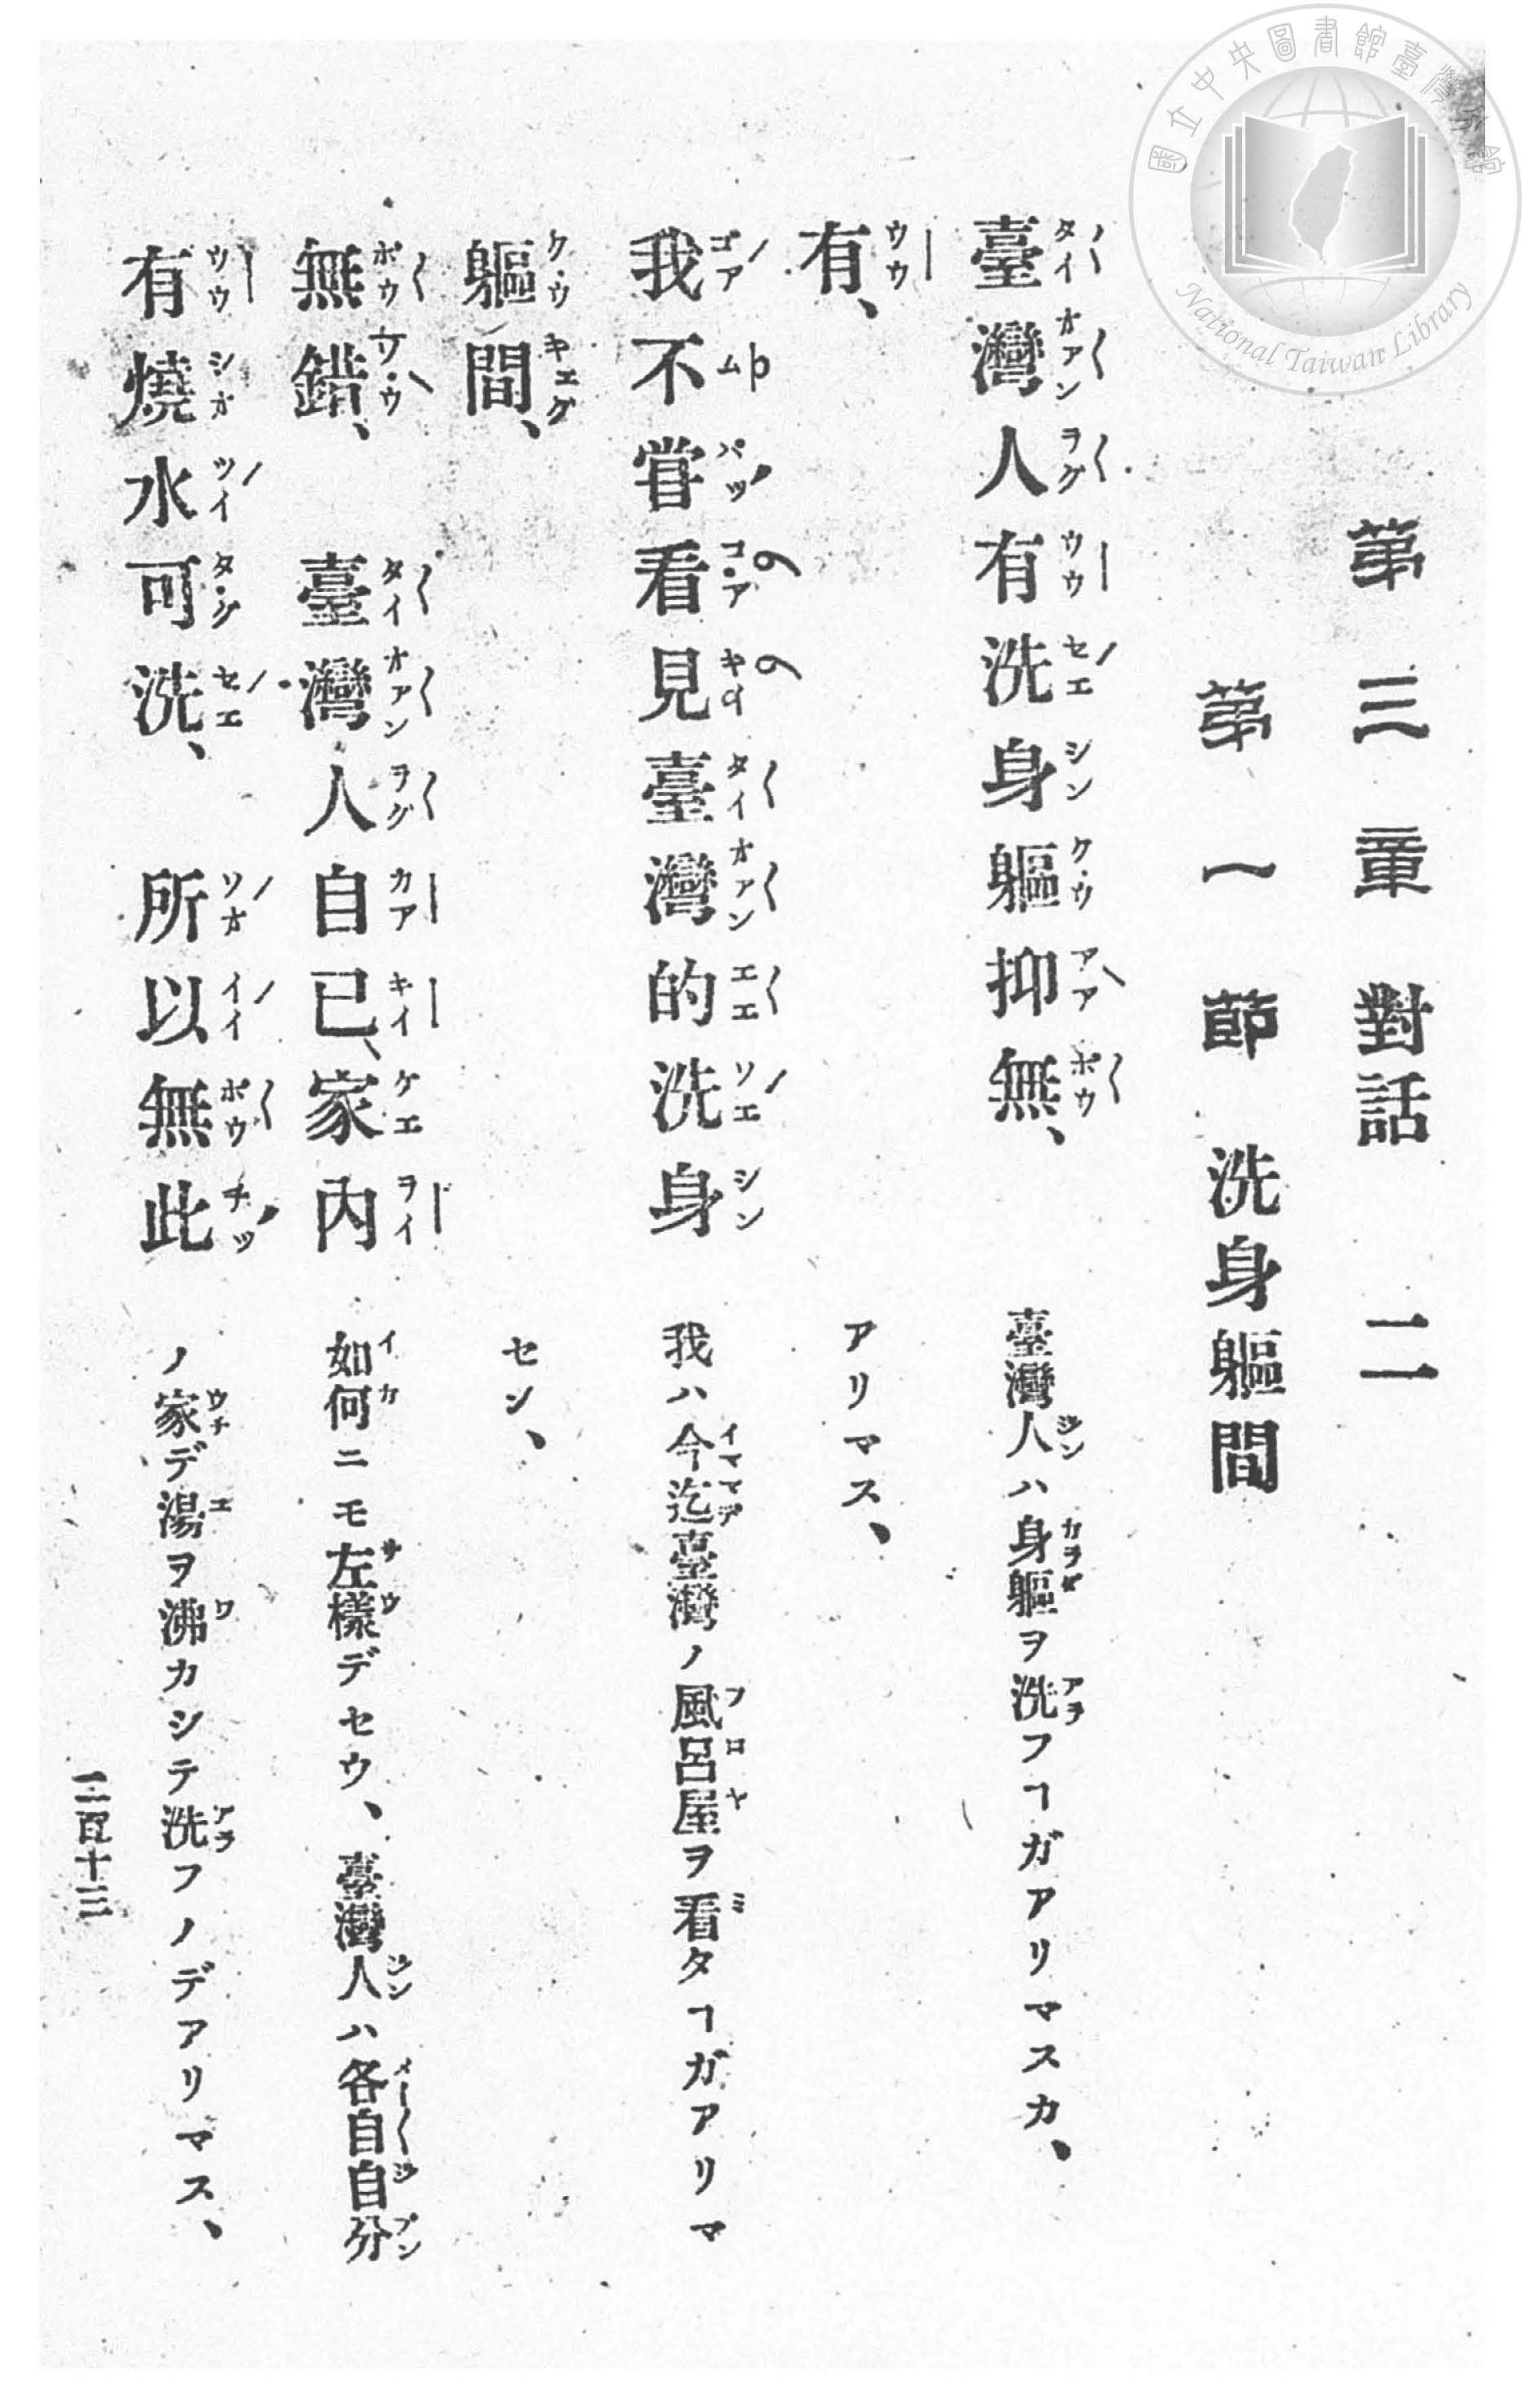 第三章 對話 二
第一節 洗身軀間
臺灣人有洗身軀抑無、
臺灣人ハ身軀ヲ洗フヿガアリマスカ、
有、
アリマス、
我不甞看見臺灣的洗身
我ハ今迄臺灣ノ風呂屋ヲ看タヿガアリマ
軀間、
セン、
無錯、 臺灣人自已、家內
如何ニモ左樣デセウ、臺灣人ハ各自自分
有燒水可洗、 所以無此
ノ家デ湯ヲ沸カシテ洗フノデアリマス、
二百十三
國立中央圖書館臺灣分館
National Taiwan Library